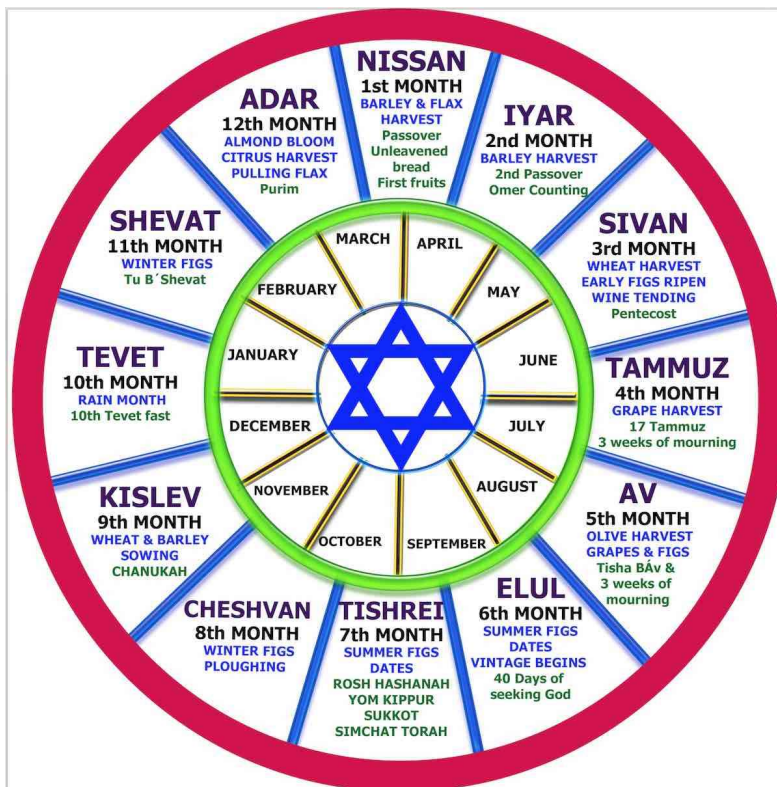 NISSAN
1st MONTH
BARLEY & FLAX
HARVEST
Passover
Unleavened
bread
First fruits
IYAR
2nd MONTH
BARLEY HARVEST
2nd Passover
Omer Counting
SIVAN
3rd MONTH
WHEAT HARVEST
EARLY FIGS RIPEN
WINE TENDING
Pentecost
TAMMUZ
4th MONTH
GRAPE HARVEST
17 Tammuz
3 weeks of mourning
AV
5th MONTH
OLIVE HARVEST
GRAPES & FIGS
Tisha BÁv &
3 weeks of
mourning
ELUL
6th MONTH
SUMMER FIGS
DATES
VINTAGE BEGINS
40 Days of
seeking God
TISHREI
7th MONTH
SUMMER FIGS
DATES
ROSH HASHANAH
YOM KIPPUR
SUKKOT
SIMCHAT TORAH
CHESHVAN
8th MONTH
WINTER FIGS
PLOUGHING
KISLEV
9th MONTH
WHEAT & BARLEY
SOWING
CHANUKAH
TEVET
10th MONTH
RAIN MONTH
10th Tevet fast
SHEVAT
11th MONTH
WINTER FIGS
Tu B´Shevat
ADAR
12th MONTH
ALMOND BLOOM
CITRUS HARVEST
PULLING FLAX
Purim
MARCH
APRIL
MAY
JUNE
JULY
AUGUST
SEPTEMBER
OCTOBER
NOVEMBER
DECEMBER
JANUARY
FEBRUARY